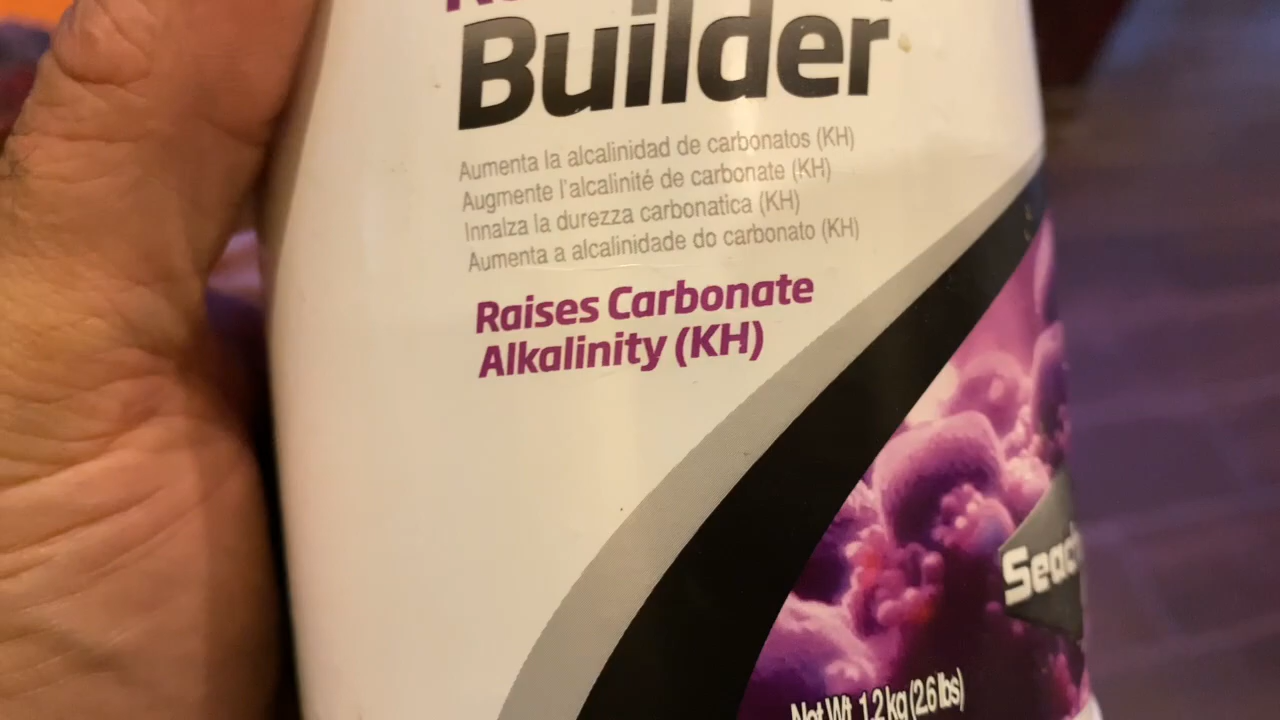 Builder
Aumenta la alcalinidad de carbonatos (KH)
Augmente l'alcalinité de carbonate (KH)
Innalza la durezza carbonatica (KH)
Aumenta a alcalinidade do carbonato (KH)
Raises Carbonate
Alkalinity (KH)
Seac
Net Wt. 1.2 kg (2.6 lbs)